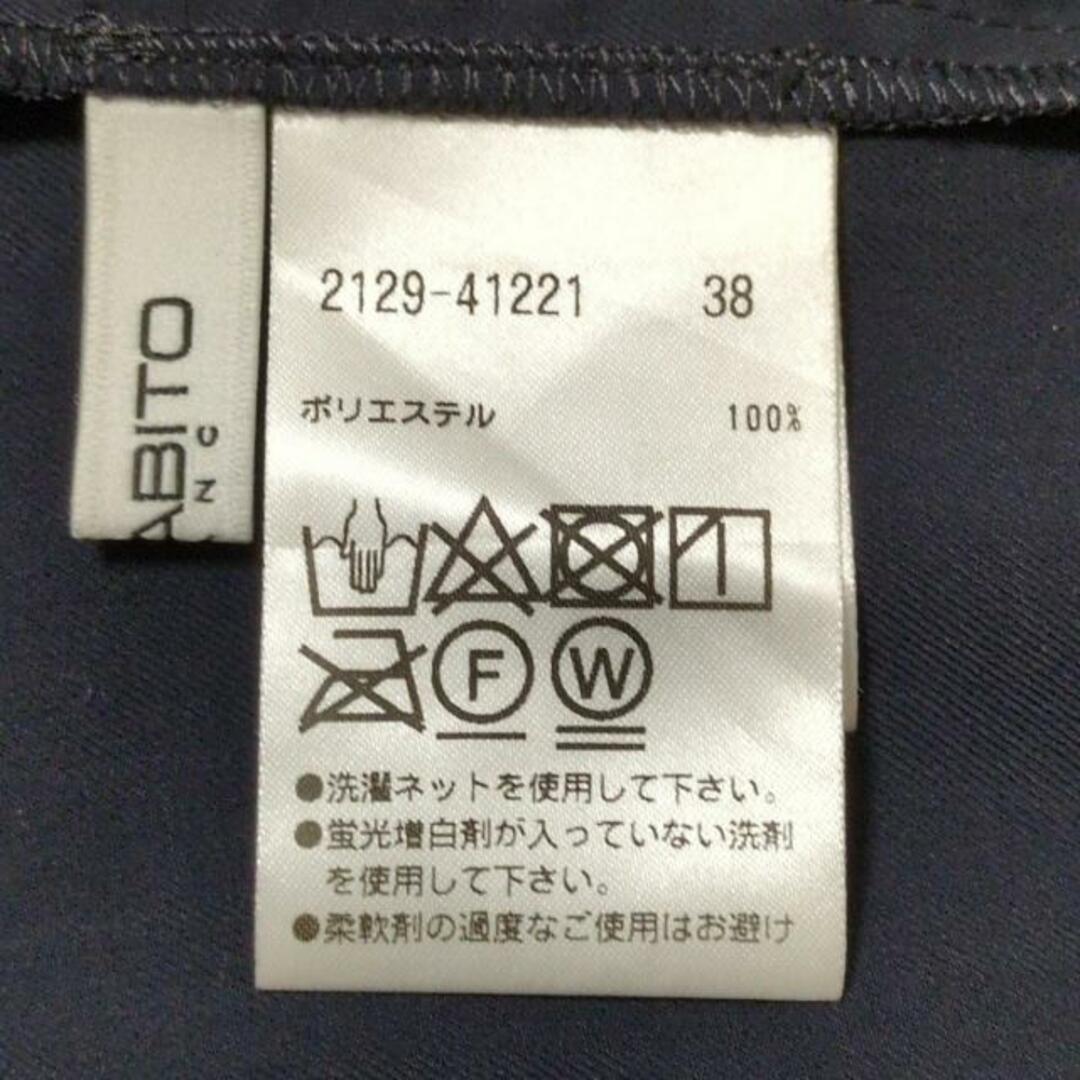 ABITO
NC
2129-41221 38
ポリエステル 100%
F W
●洗濯ネットを使用して下さい。
●蛍光増白剤が入っていない洗剤
を使用して下さい。
●柔軟剤の過度なご使用はお避け